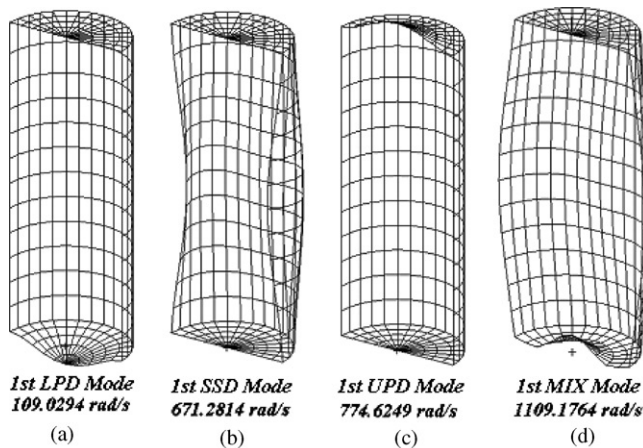 1st LPD Mode
109.0294 rad/s
(a)
1st SSD Mode
671.2814 rad/s
(b)
1st UPD Mode
774.6249 rad/s
(c)
1st MIX Mode
1109.1764 rad/s
(d)